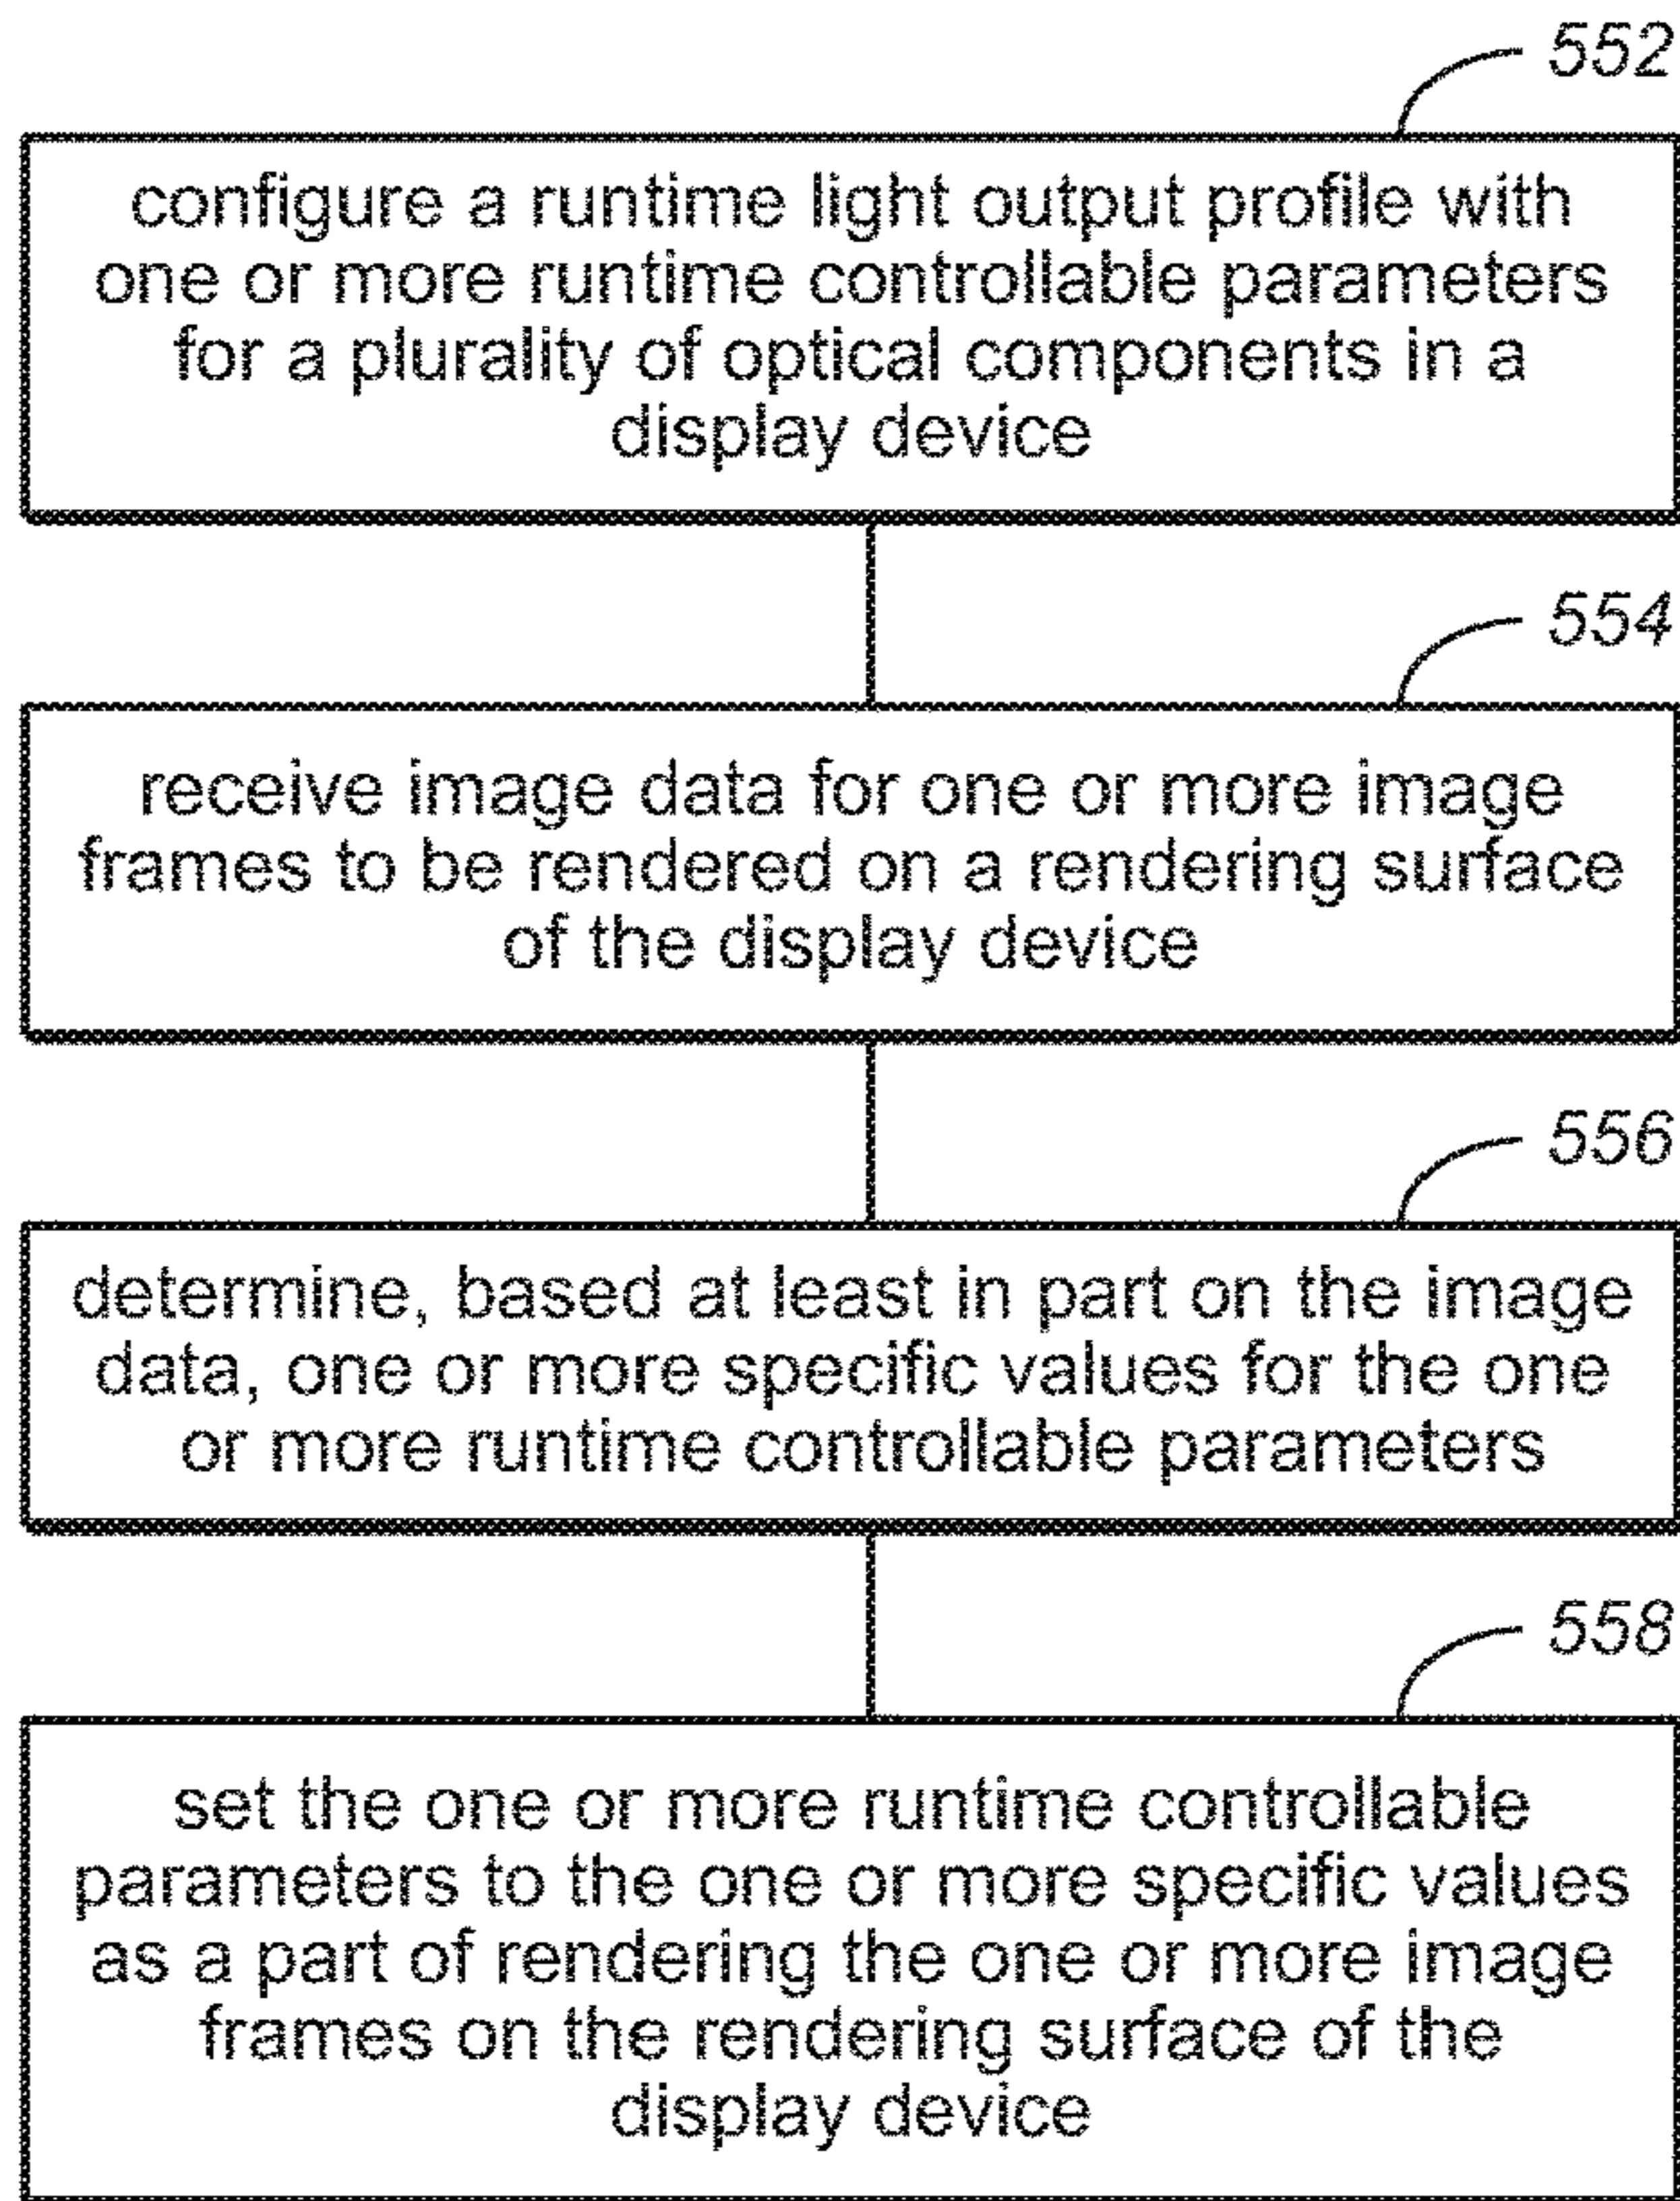 552
configure a runtime light output profile with
one or more runtime controllable parameters
for a plurality of optical components in a
display device
554
receive image data for one or more image
frames to be rendered on a rendering surface
of the display device
556
determine, based at least in part on the image
data, one or more specific values for the one
or more runtime controllable parameters
558
set the one or more runtime controllable
parameters to the one or more specific values
as a part of rendering the one or more image
frames on the rendering surface of the
display device